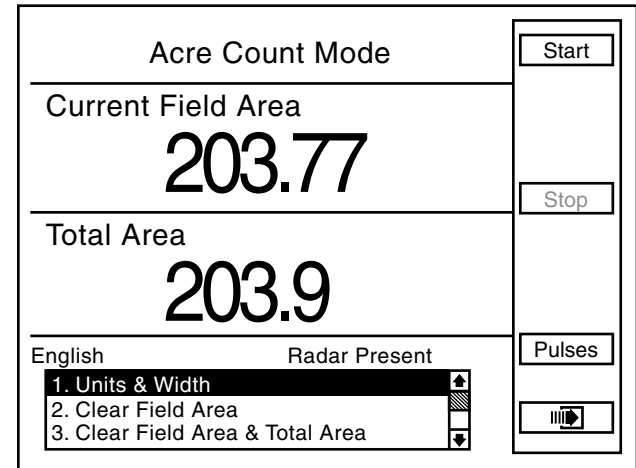 Acre Count Mode
Start
Current Field Area
203.77
Stop
Total Area
203.9
English Radar Present
Pulses
1. Units & Width
2. Clear Field Area
3. Clear Field Area & Total Area